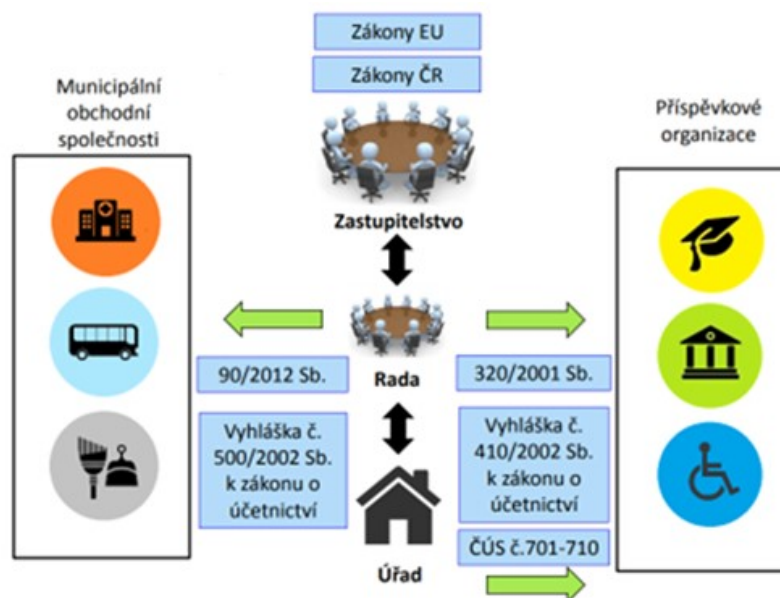 Zákony EU
Zákony ČR
Municipální
obchodní
společnosti
Příspěvkové
organizace
Zastupitelstvo
90/2012 Sb.
Rada
320/2001 Sb.
Vyhláška č.
500/2002 Sb.
k zákonu o
účetnictví
Vyhláška č.
410/2002 Sb.
k zákonu o
účetnictví
ČÚS č.701-710
Úřad